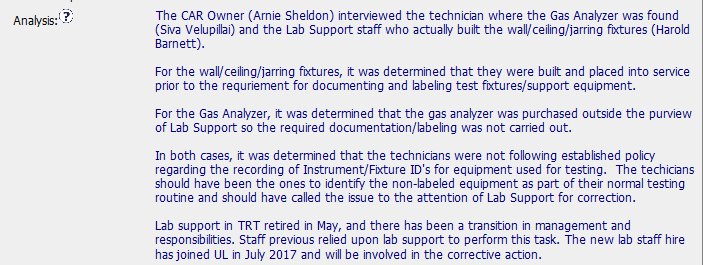 Analysis:? The CAR Owner (Arnie Sheldon) interviewed the technician where the Gas Analyzer was found
(Siva Velupillai) and the Lab Support staff who actually built the wall/ceiling/jarring fixtures (Harold
Barnett).
For the wall/ceiling/jarring fixtures, it was determined that they were built and placed into service
prior to the requriement for documenting and labeling test fixtures/support equipment.
For the Gas Analyzer, it was determined that the gas analyzer was purchased outside the purview
of Lab Support so the required documentation/labeling was not carried out.
In both cases, it was determined that the technicians were not following established policy
regarding the recording of Instrument/Fixture ID's for equipment used for testing.  The techicians
should have been the ones to identify the non-labeled equipment as part of their normal testing
routine and should have called the issue to the attention of Lab Support for correction.
Lab support in TRT retired in May, and there has been a transition in management and
responsibilities. Staff previous relied upon lab support to perform this task. The new lab staff hire
has joined UL in July 2017 and will be involved in the corrective action.